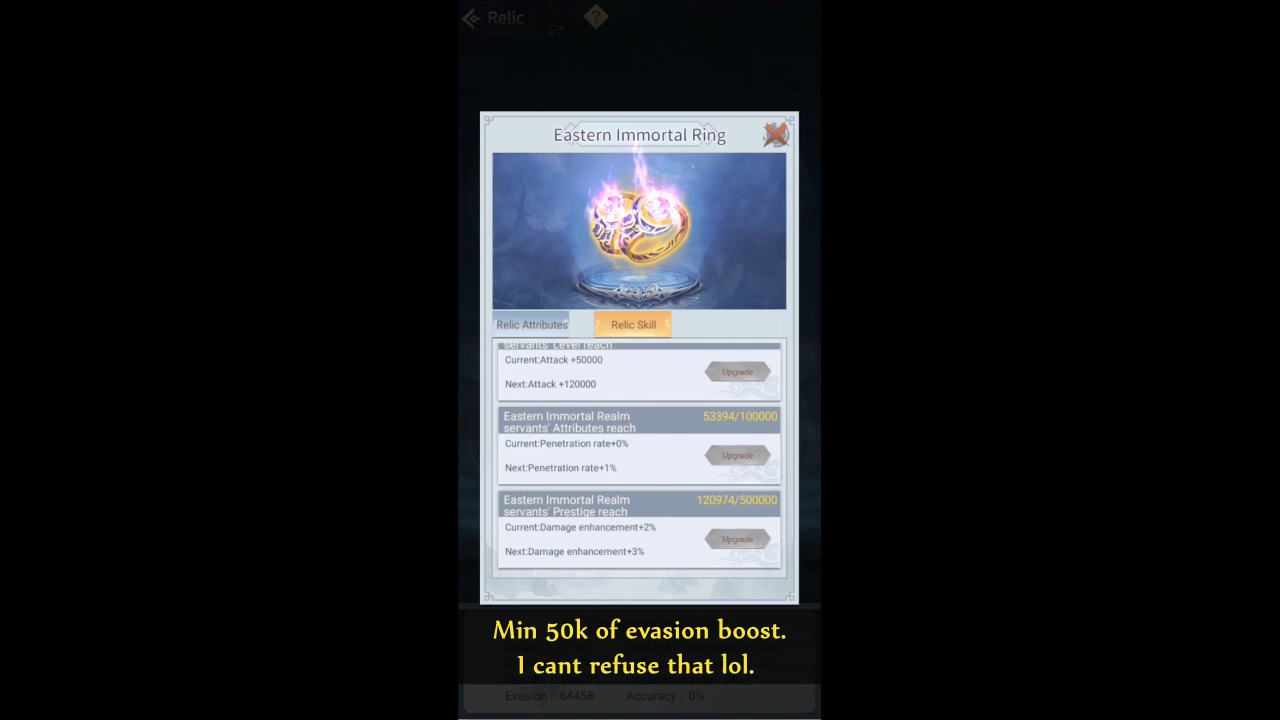 Relic
?
Eastern Immortal Ring
Relic Attributes
Relic Skill
servants' Level reach
Current:Attack +50000
Upgrade
Next:Attack +120000
Eastern Immortal Realm
53394/100000
servants' Attributes reach
Current:Penetration rate+0%
Upgrade
Next:Penetration rate+1%
Eastern Immortal Realm
120974/500000
servants' Prestige reach
Current:Damage enhancement+2%
Upgrade
Next:Damage enhancement+3%
Min 50k of evasion boost.
I cant refuse that lol.
Evasion : 64458
Accuracy : 0%